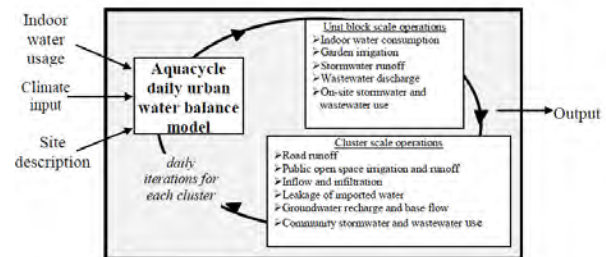 Indoor
water
usage
Climate
input
Site
description
Aquacycle
daily urban
water balance
model
daily
iterations for
each cluster
Unit block scale operations
➢Indoor water consumption
➢Garden irrigation
➢Stormwater runoff
➢Wastewater discharge
➢On-site stormwater and
wastewater use
Cluster scale operations
➢Road runoff
➢Public open space irrigation and runoff
➢Inflow and infiltration
➢Leakage of imported water
➢Groundwater recharge and base flow
➢Community stormwater and wastewater use
Output